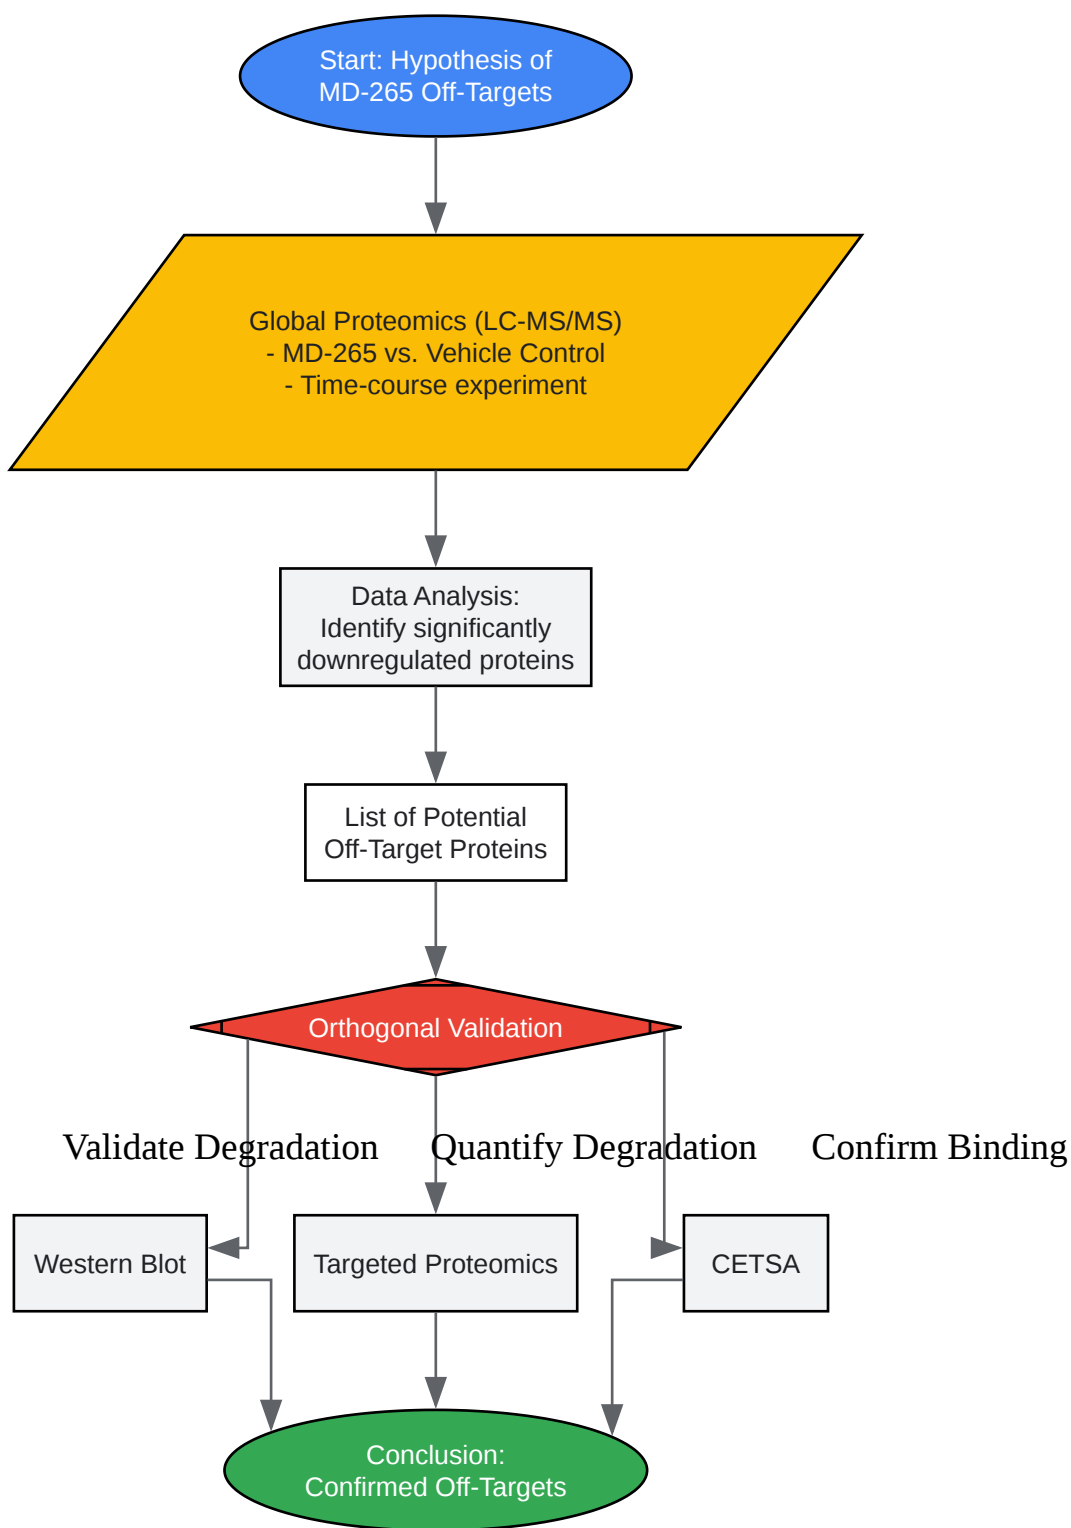 Start: Hypothesis of
MD-265 Off-Targets
Global Proteomics (LC-MS/MS)
- MD-265 vs. Vehicle Control
- Time-course experiment
Data Analysis:
Identify significantly
downregulated proteins
List of Potential
Off-Target Proteins
Orthogonal Validation
Validate Degradation
Quantify Degradation
Confirm Binding
Western Blot
Targeted Proteomics
CETSA
Conclusion:
Confirmed Off-Targets